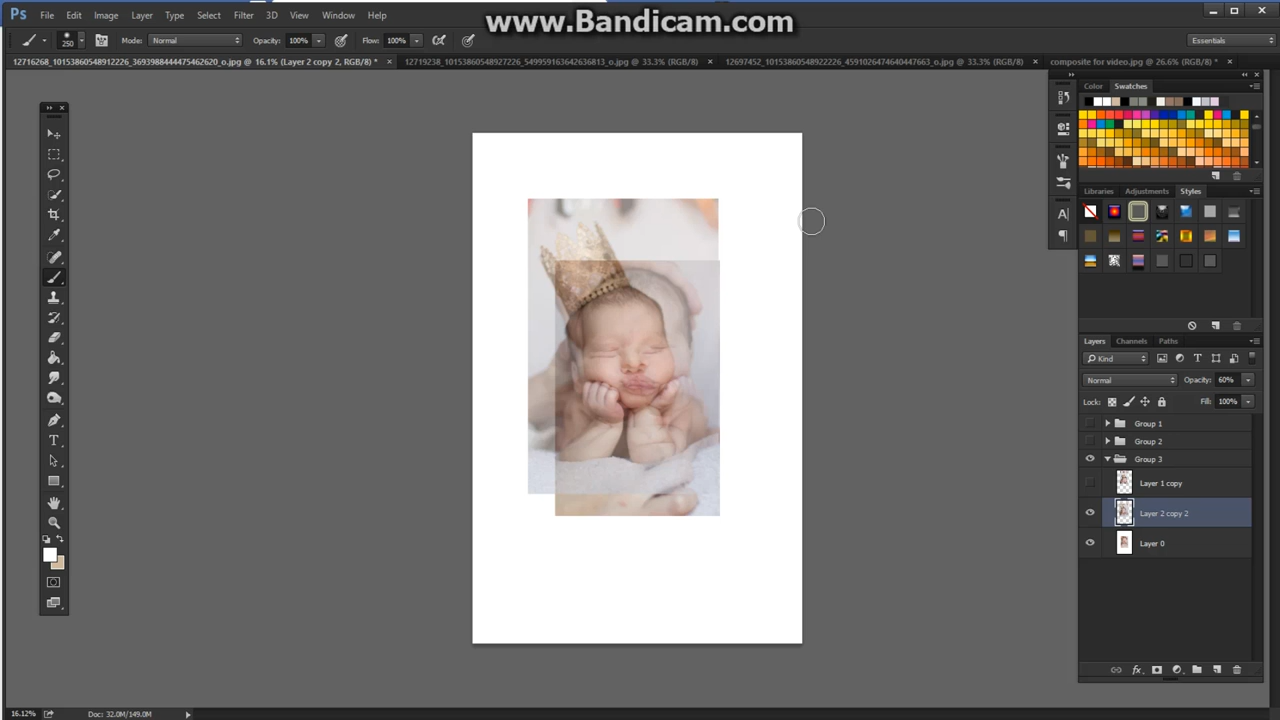 www.Bandicam.com
Ps File Edit Image Layer Type Select Filter 3D View Window Help
250 Mode: Normal Opacity: 100% Flow: 100% Essentials
12716268_10153860548912226_3693988444475462620_o.jpg @ 16.1% (Layer 2 copy 2, RGB/8) * × 12719238_10153860548927226_549959163642636813_o.jpg @ 33.3% (RGB/8) × 12697452_10153860548922226_4591026474640447663_o.jpg @ 33.3% (RGB/8) × composite for video.jpg @ 26.6% (RGB/8) * ×
Color Swatches
Libraries Adjustments Styles
Layers Channels Paths
Kind
Normal Opacity: 60%
Lock: Fill: 100%
Group 1
Group 2
Group 3
Layer 1 copy
Layer 2 copy 2
Layer 0
16.12% Doc: 32.0M/149.0M